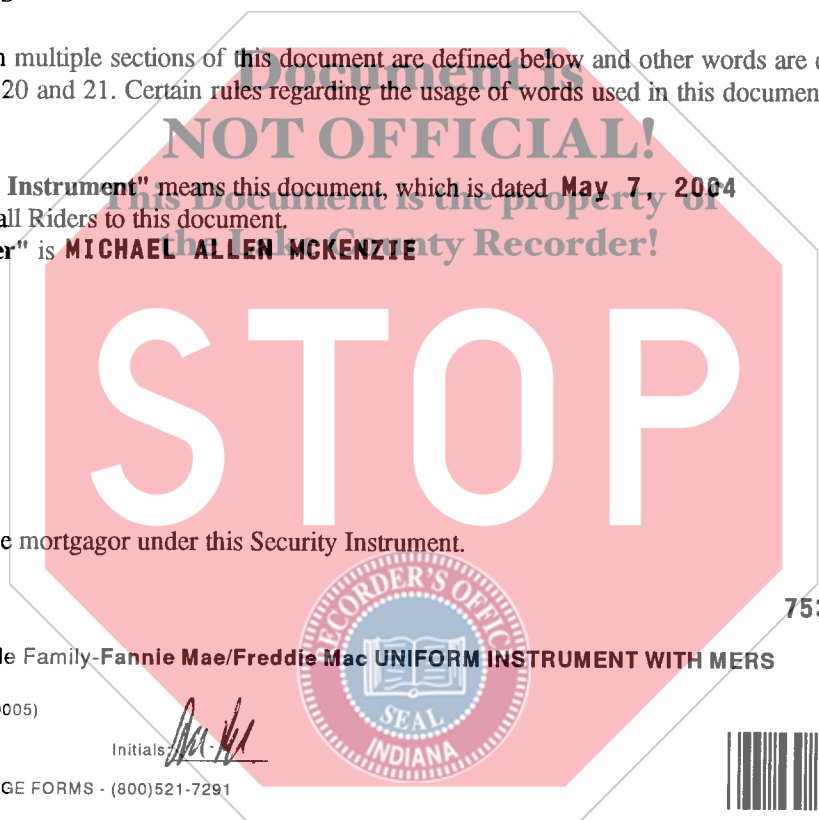 multiple sections of this document are defined below and other words are
Document is
20 and 21. Certain rules regarding the usage of words used in this documen
NOT OFFICIAL!
Instrument" means this document, which is dated May 7, 2004
This Document is the property of
all Riders to this document.
the Lake County Recorder!
er" is MICHAEL ALLEN MCKENZIE
STOP
e mortgagor under this Security Instrument.
RECORDER'S OFFICE
753
le Family-Fannie Mae/Freddie Mac UNIFORM INSTRUMENT WITH MERS
0005)
SEAL
Initials:
INDIANA
GE FORMS - (800)521-7291